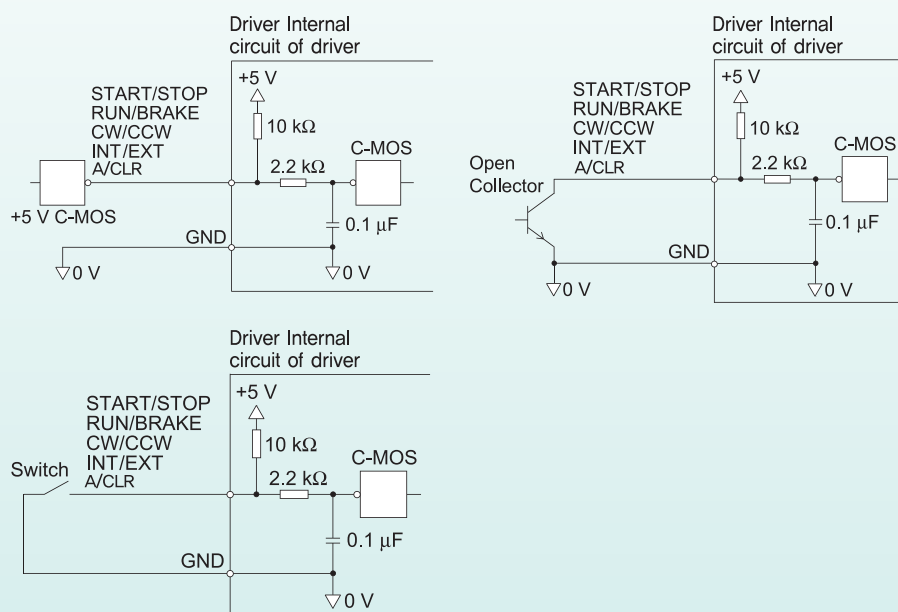 Driver Internal
circuit of driver
+5 V
START/STOP
RUN/BRAKE
CW/CCW
INT/EXT
A/CLR
10 kΩ
2.2 kΩ
C-MOS
+5 V C-MOS
0.1 μF
GND
0 V
0 V
Driver Internal
circuit of driver
+5 V
START/STOP
RUN/BRAKE
CW/CCW
INT/EXT
A/CLR
10 kΩ
2.2 kΩ
C-MOS
Open
Collector
0.1 μF
GND
0 V
0 V
Driver Internal
circuit of driver
+5 V
START/STOP
RUN/BRAKE
CW/CCW
INT/EXT
A/CLR
10 kΩ
2.2 kΩ
C-MOS
Switch
0.1 μF
GND
0 V